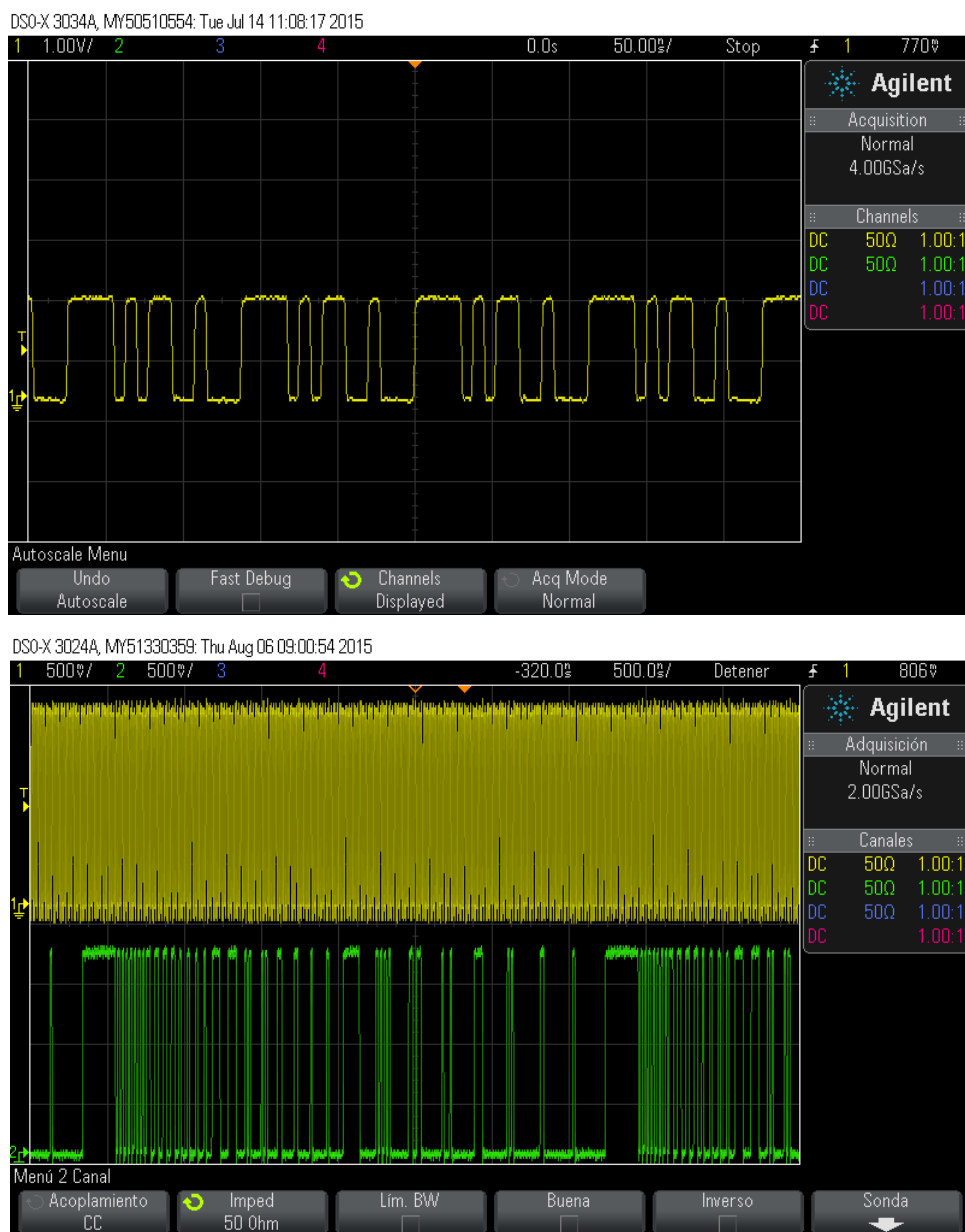 DSO-X 3034A, MY50510554: Tue Jul 14 11:08:17 2015
1 1.00V/ 2 3 4 0.0s 50.00ns/ Stop 1 770mV
Agilent
Acquisition
Normal
4.00GSa/s
Channels
DC 50Ω 1.00:1
DC 50Ω 1.00:1
DC 1.00:1
DC 1.00:1
T
1
Autoscale Menu
Undo Autoscale
Fast Debug
Channels Displayed
Acq Mode Normal
DSO-X 3024A, MY51330359: Thu Aug 06 09:00:54 2015
1 500mV/ 2 500mV/ 3 4 -320.0ns 500.0ns/ Detener 1 806mV
Agilent
Adquisición
Normal
2.00GSa/s
Canales
DC 50Ω 1.00:1
DC 50Ω 1.00:1
DC 50Ω 1.00:1
DC 1.00:1
T
1
2
Menú 2 Canal
Acoplamiento CC
Imped 50 Ohm
Lím. BW
Buena
Inverso
Sonda